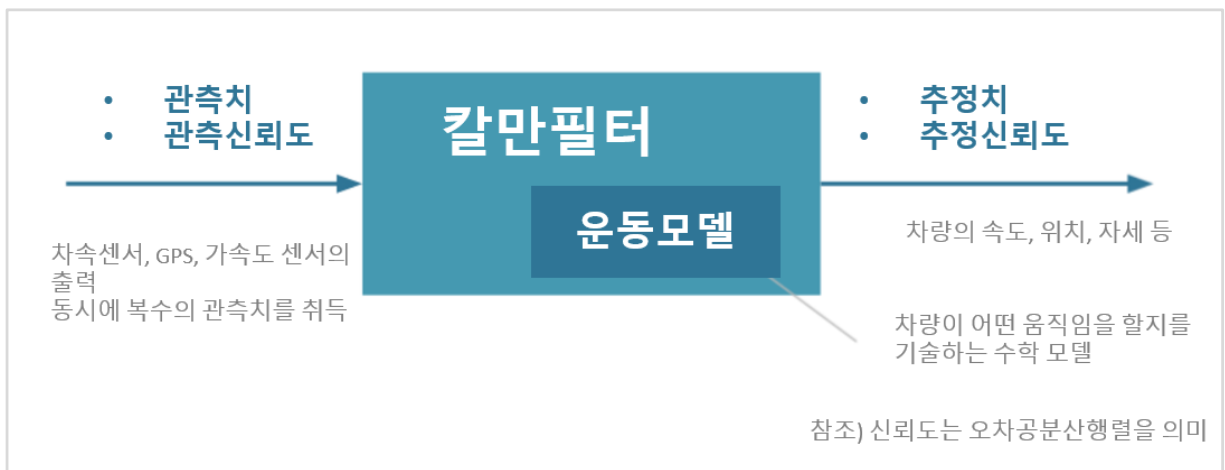 • 관측치
• 관측신뢰도
차속센서, GPS, 가속도 센서의
출력
동시에 복수의 관측치를 취득
칼만필터
운동모델
• 추정치
• 추정신뢰도
차량의 속도, 위치, 자세 등
차량이 어떤 움직임을 할지를
기술하는 수학 모델
참조) 신뢰도는 오차공분산행렬을 의미